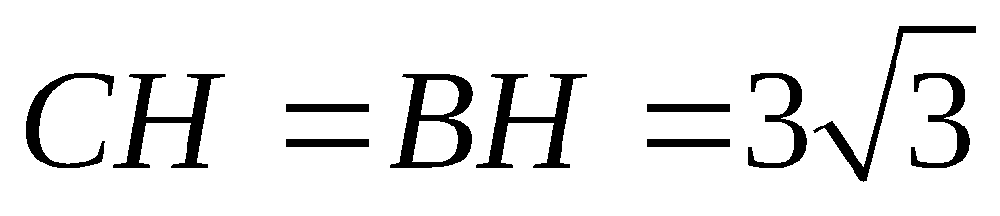 CH = BH = 3√3